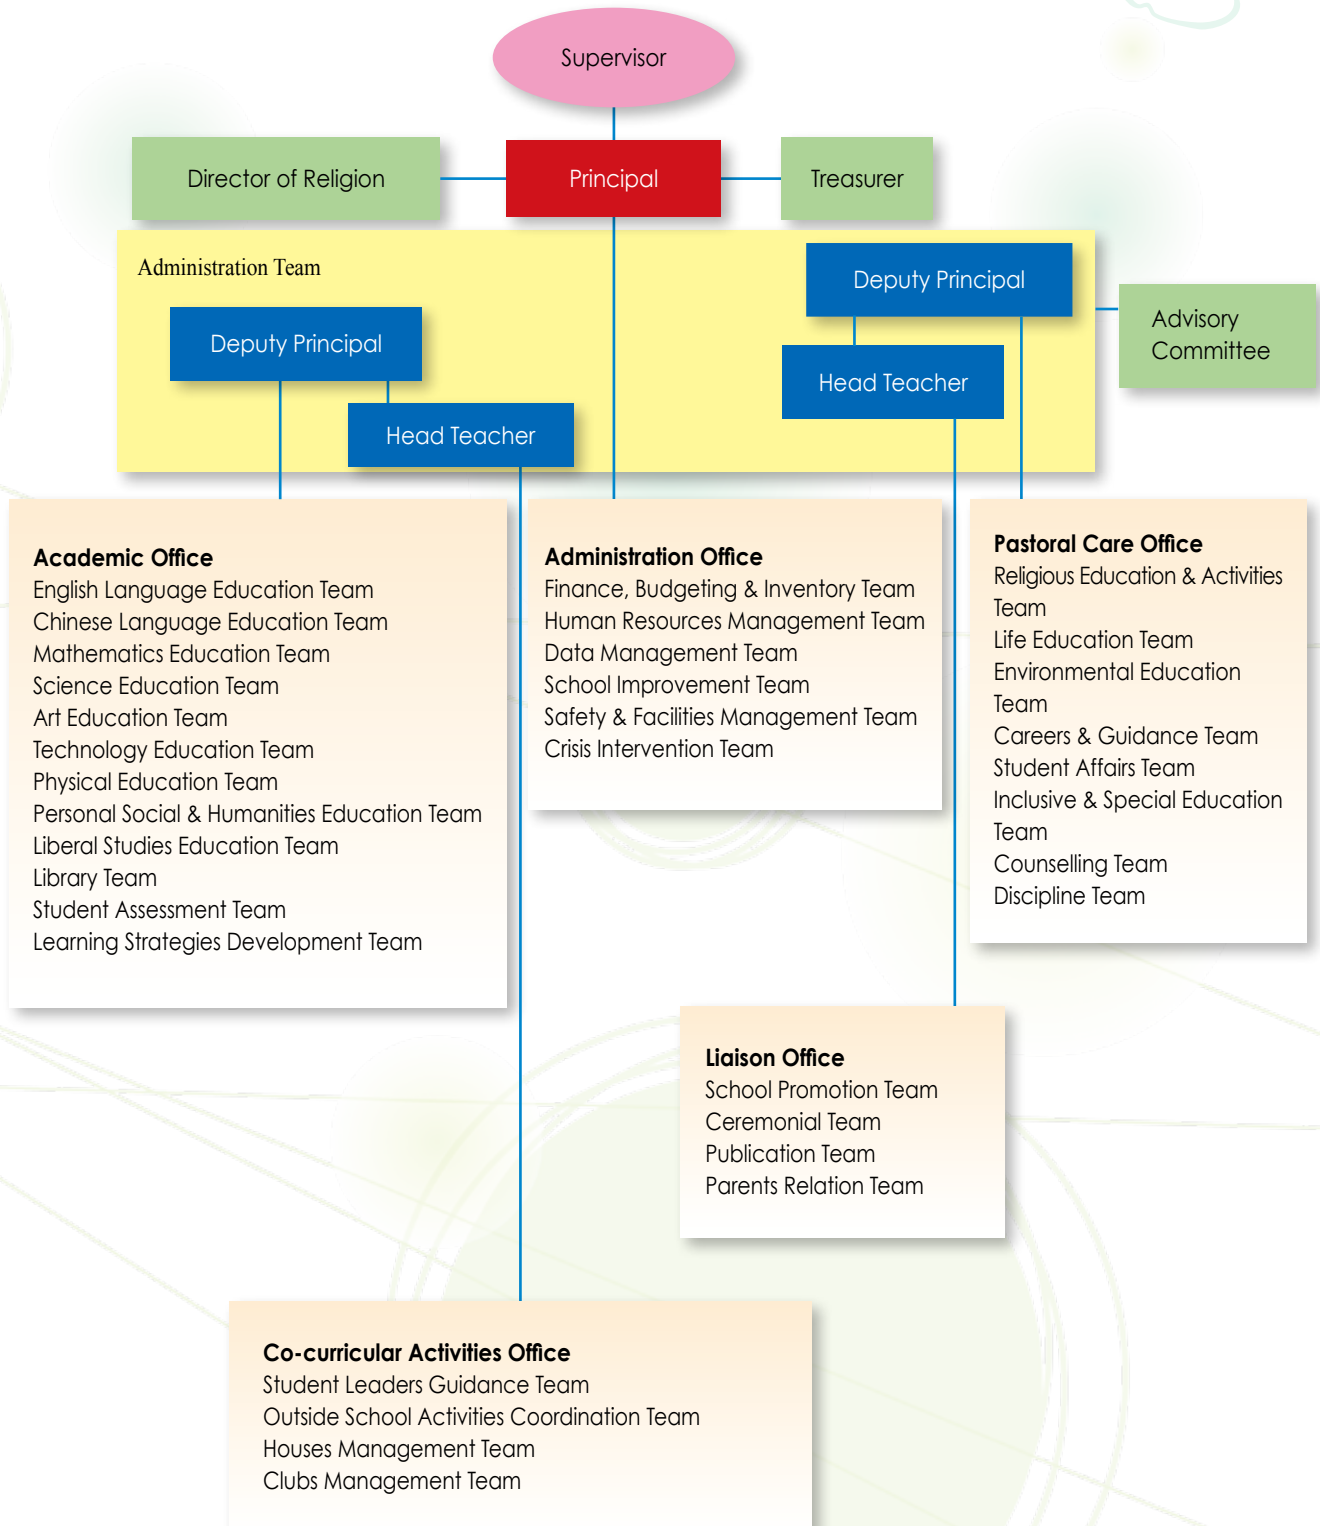 Supervisor
Director of Religion
Principal
Treasurer
Administration Team
Deputy Principal
Deputy Principal
Advisory
Committee
Head Teacher
Head Teacher
Academic Office
English Language Education Team
Chinese Language Education Team
Mathematics Education Team
Science Education Team
Art Education Team
Technology Education Team
Physical Education Team
Personal Social & Humanities Education Team
Liberal Studies Education Team
Library Team
Student Assessment Team
Learning Strategies Development Team
Administration Office
Finance, Budgeting & Inventory Team
Human Resources Management Team
Data Management Team
School Improvement Team
Safety & Facilities Management Team
Crisis Intervention Team
Pastoral Care Office
Religious Education & Activities
Team
Life Education Team
Environmental Education
Team
Careers & Guidance Team
Student Affairs Team
Inclusive & Special Education
Team
Counselling Team
Discipline Team
Liaison Office
School Promotion Team
Ceremonial Team
Publication Team
Parents Relation Team
Co-curricular Activities Office
Student Leaders Guidance Team
Outside School Activities Coordination Team
Houses Management Team
Clubs Management Team